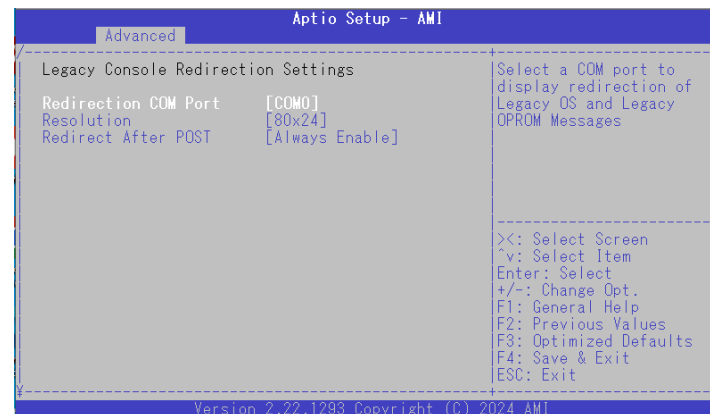 Aptio Setup - AMI
Advanced
Legacy Console Redirection Settings
Redirection COM Port [COM0]
Resolution [80x24]
Redirect After POST [Always Enable]
Select a COM port to
display redirection of
Legacy OS and Legacy
OPROM Messages
><: Select Screen
^v: Select Item
Enter: Select
+/-: Change Opt.
F1: General Help
F2: Previous Values
F3: Optimized Defaults
F4: Save & Exit
ESC: Exit
Version 2.22.1293 Copyright (C) 2024 AMI